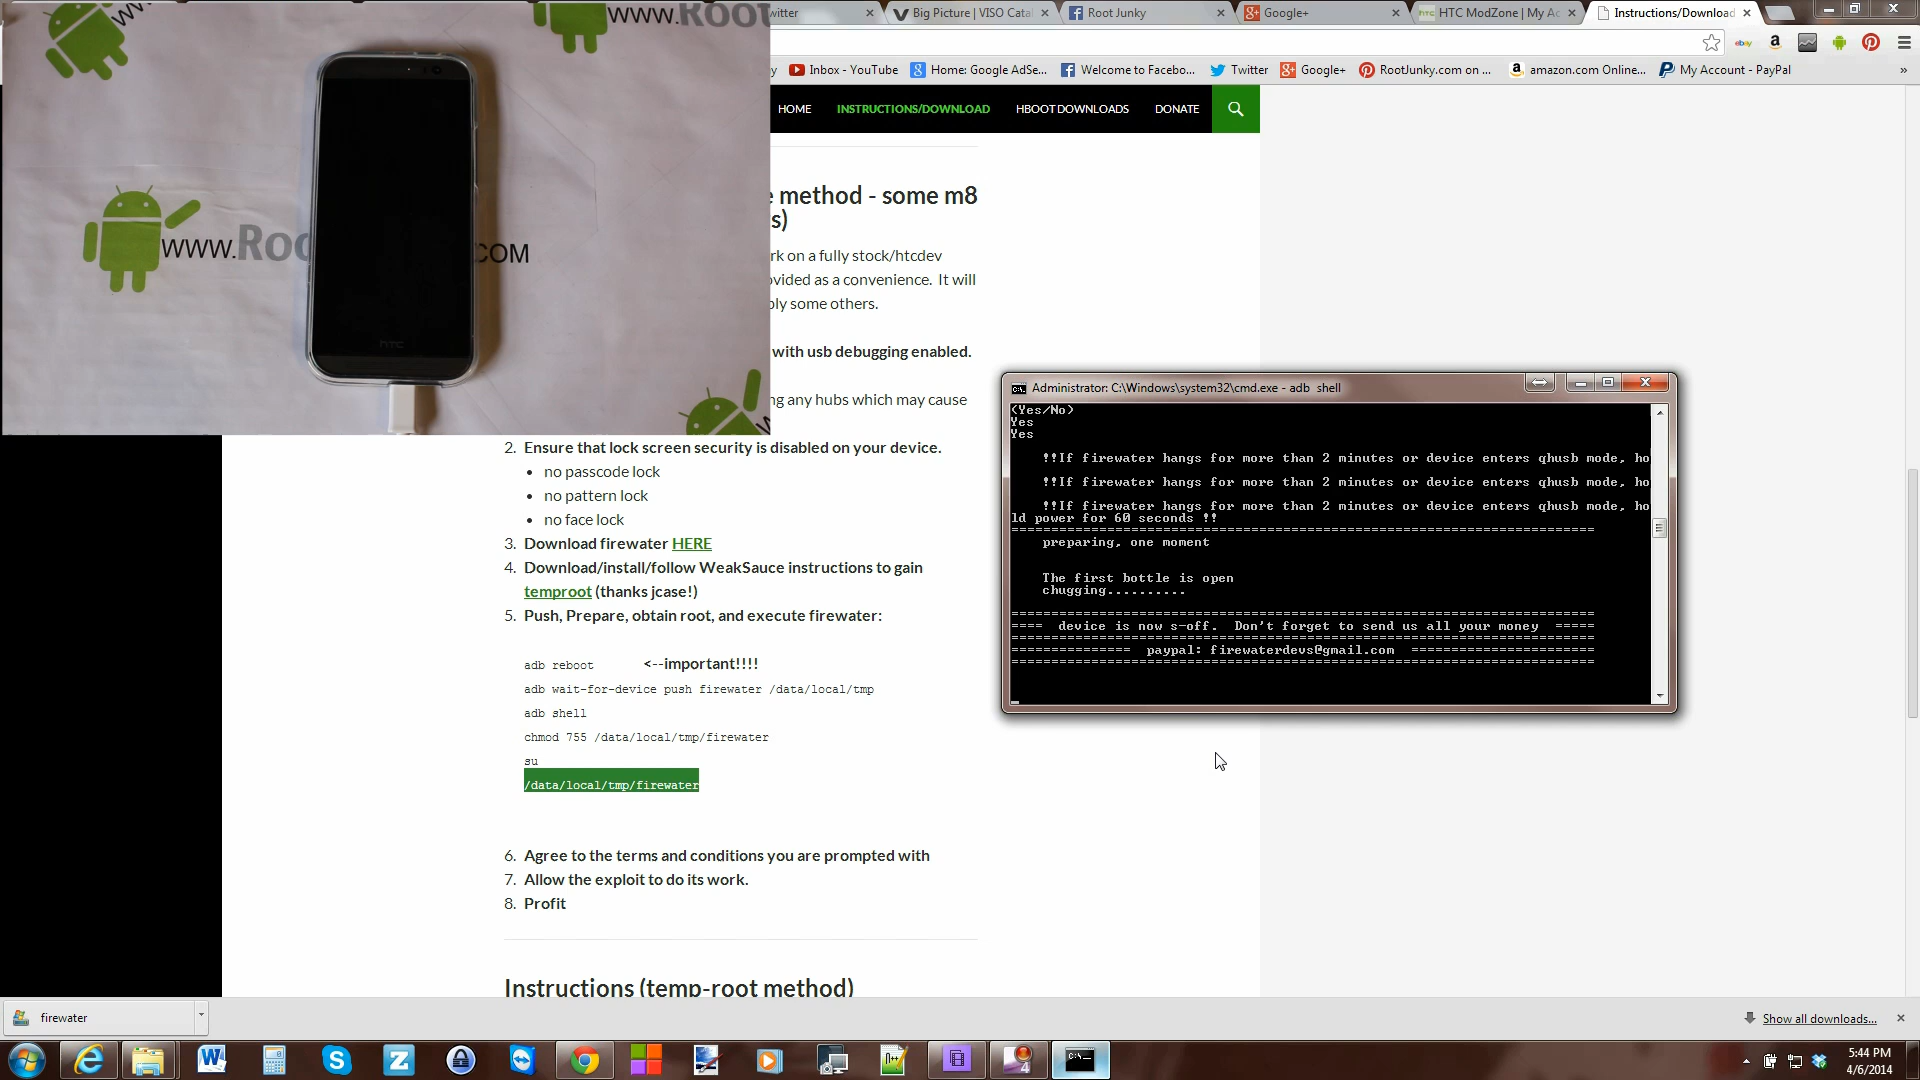 www.ROOT
WWW.Roo
COM
hTC
witter
Big Picture | VISO Cata
Root Junky
Google+
HTC ModZone | My Ac
Instructions/Download
Inbox - YouTube
Home: Google AdSe...
Welcome to Facebo...
Twitter
Google+
RootJunky.com on ...
amazon.com Online...
My Account - PayPal
»
HOME
INSTRUCTIONS/DOWNLOAD
HBOOT DOWNLOADS
DONATE
method - some m8
s)
rk on a fully stock/htcdev
ovided as a convenience. It will
bly some others.
with usb debugging enabled.
ng any hubs which may cause
2. Ensure that lock screen security is disabled on your device.
• no passcode lock
• no pattern lock
• no face lock
3. Download firewater HERE
4. Download/install/follow WeakSauce instructions to gain
temproot (thanks jcase!)
5. Push, Prepare, obtain root, and execute firewater:
adb reboot <--important!!!!
adb wait-for-device push firewater /data/local/tmp
adb shell
chmod 755 /data/local/tmp/firewater
su
/data/local/tmp/firewater
6. Agree to the terms and conditions you are prompted with
7. Allow the exploit to do its work.
8. Profit
Instructions (temp-root method)
Administrator: C:\Windows\system32\cmd.exe - adb shell
(Yes/No)
Yes
Yes
!!If firewater hangs for more than 2 minutes or device enters qhusb mode, ho
!!If firewater hangs for more than 2 minutes or device enters qhusb mode, ho
!!If firewater hangs for more than 2 minutes or device enters qhusb mode, ho
ld power for 60 seconds !!
==========================================================================
preparing, one moment
The first bottle is open
chugging..........
==========================================================================
==== device is now s-off. Don't forget to send us all your money =====
==========================================================================
=============== paypal: firewaterdevs@gmail.com =======================
==========================================================================
firewater
Show all downloads...
5:44 PM
4/6/2014